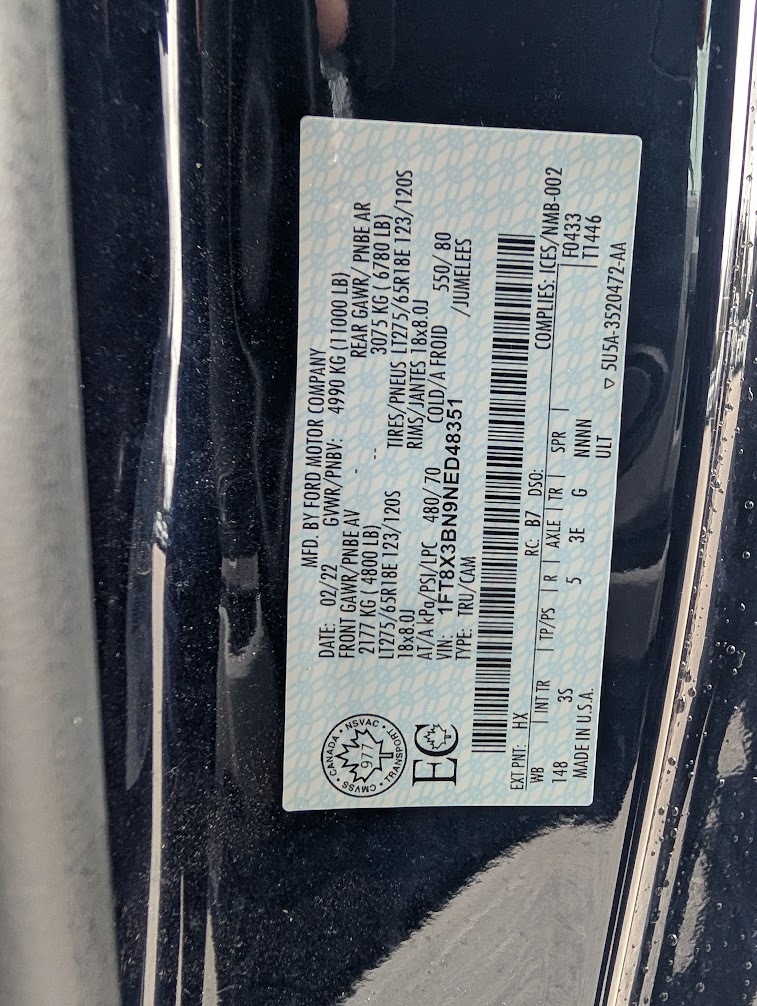 MFD. BY FORD MOTOR COMPANY
DATE: 02/22 GVWR/PNBV: 4990 KG (11000 LB)
FRONT GAWR/PNBE AV REAR GAWR/ PNBE AR
2177 KG ( 4800 LB) 3075 KG ( 6780 LB)
LT275/65R18E 123/120S TIRES/PNEUS LT275/65R18E 123/120S
18x8.0J RIMS/JANTES 18x8.0J
AT/A kPa/PSI/LPC 480/70 COLD/A FROID 550/ 80
VIN: 1FT8X3BN9NED48351 /JUMELEES
TYPE: TRU/CAM
CANADA • NSVAC • TRANSPORT • CMVSS •
977
EC
COMPLIES: ICES/NMB-002
EXT PNT: HX RC: B7 DSO: F0433
WB | INT TR | TP/PS | R | AXLE | TR | SPR | T1446
148 3S 5 3E G NNNN
MADE IN U.S.A. ULT ▽ 5U5A-3520472-AA